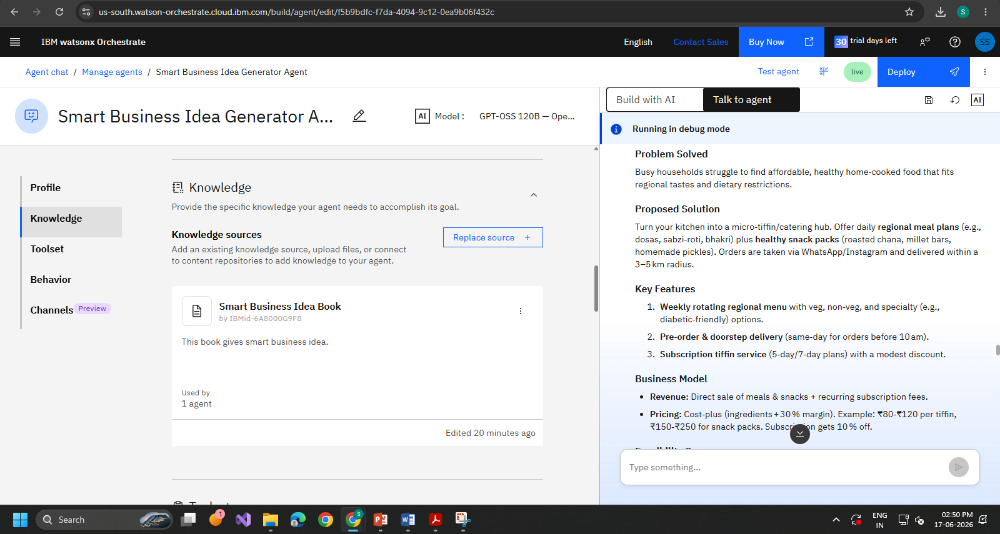 us-south.watson-orchestrate.cloud.ibm.com/build/agent/edit/f5b9bdfc-f7da-4094-9c12-0ea9b06f432c
S
IBM watsonx Orchestrate
English
Contact Sales
Buy Now
30 trial days left
SS
Agent chat / Manage agents / Smart Business Idea Generator Agent
Test agent
live
Deploy
Smart Business Idea Generator A...
AI Model :
GPT-OSS 120B — Ope...
Profile
Knowledge
Toolset
Behavior
Channels Preview
Knowledge
Provide the specific knowledge your agent needs to accomplish its goal.
Knowledge sources
Add an existing knowledge source, upload files, or connect
to content repositories to add knowledge to your agent.
Replace source +
Smart Business Idea Book
by IBMid-6A8000G9F8
This book gives smart business idea.
Used by
1 agent
Edited 20 minutes ago
Build with AI
Talk to agent
AI
Running in debug mode
Problem Solved
Busy households struggle to find affordable, healthy home-cooked food that fits
regional tastes and dietary restrictions.
Proposed Solution
Turn your kitchen into a micro-tiffin/catering hub. Offer daily regional meal plans (e.g.,
dosas, sabzi-roti, bhakri) plus healthy snack packs (roasted chana, millet bars,
homemade pickles). Orders are taken via WhatsApp/Instagram and delivered within a
3–5 km radius.
Key Features
1. Weekly rotating regional menu with veg, non-veg, and specialty (e.g.,
diabetic-friendly) options.
2. Pre-order & doorstep delivery (same-day for orders before 10 am).
3. Subscription tiffin service (5-day/7-day plans) with a modest discount.
Business Model
• Revenue: Direct sale of meals & snacks + recurring subscription fees.
• Pricing: Cost-plus (ingredients + 30 % margin). Example: ₹80-₹120 per tiffin,
₹150-₹250 for snack packs. Subscription gets 10 % off.
Type something...
Search
1
S
ENG
IN
02:50 PM
17-06-2026